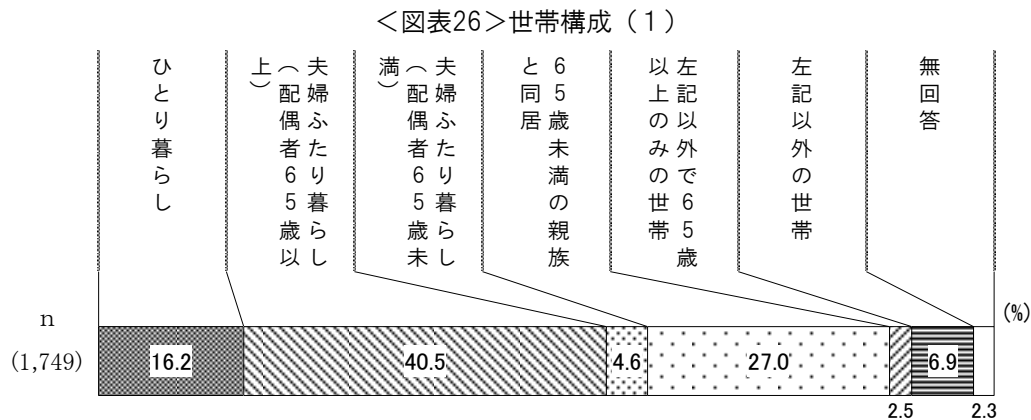 ＜図表26＞世帯構成（１）
ひとり暮らし
夫婦ふたり暮らし
（配偶者６５歳以
上）
夫婦ふたり暮らし
（配偶者６５歳未
満）
６５歳未満の親族
と同居
左記以外で６５歳
以上のみの世帯
左記以外の世帯
無回答
(%)
n
(1,749)
16.2
40.5
4.6
27.0
2.5
6.9
2.3